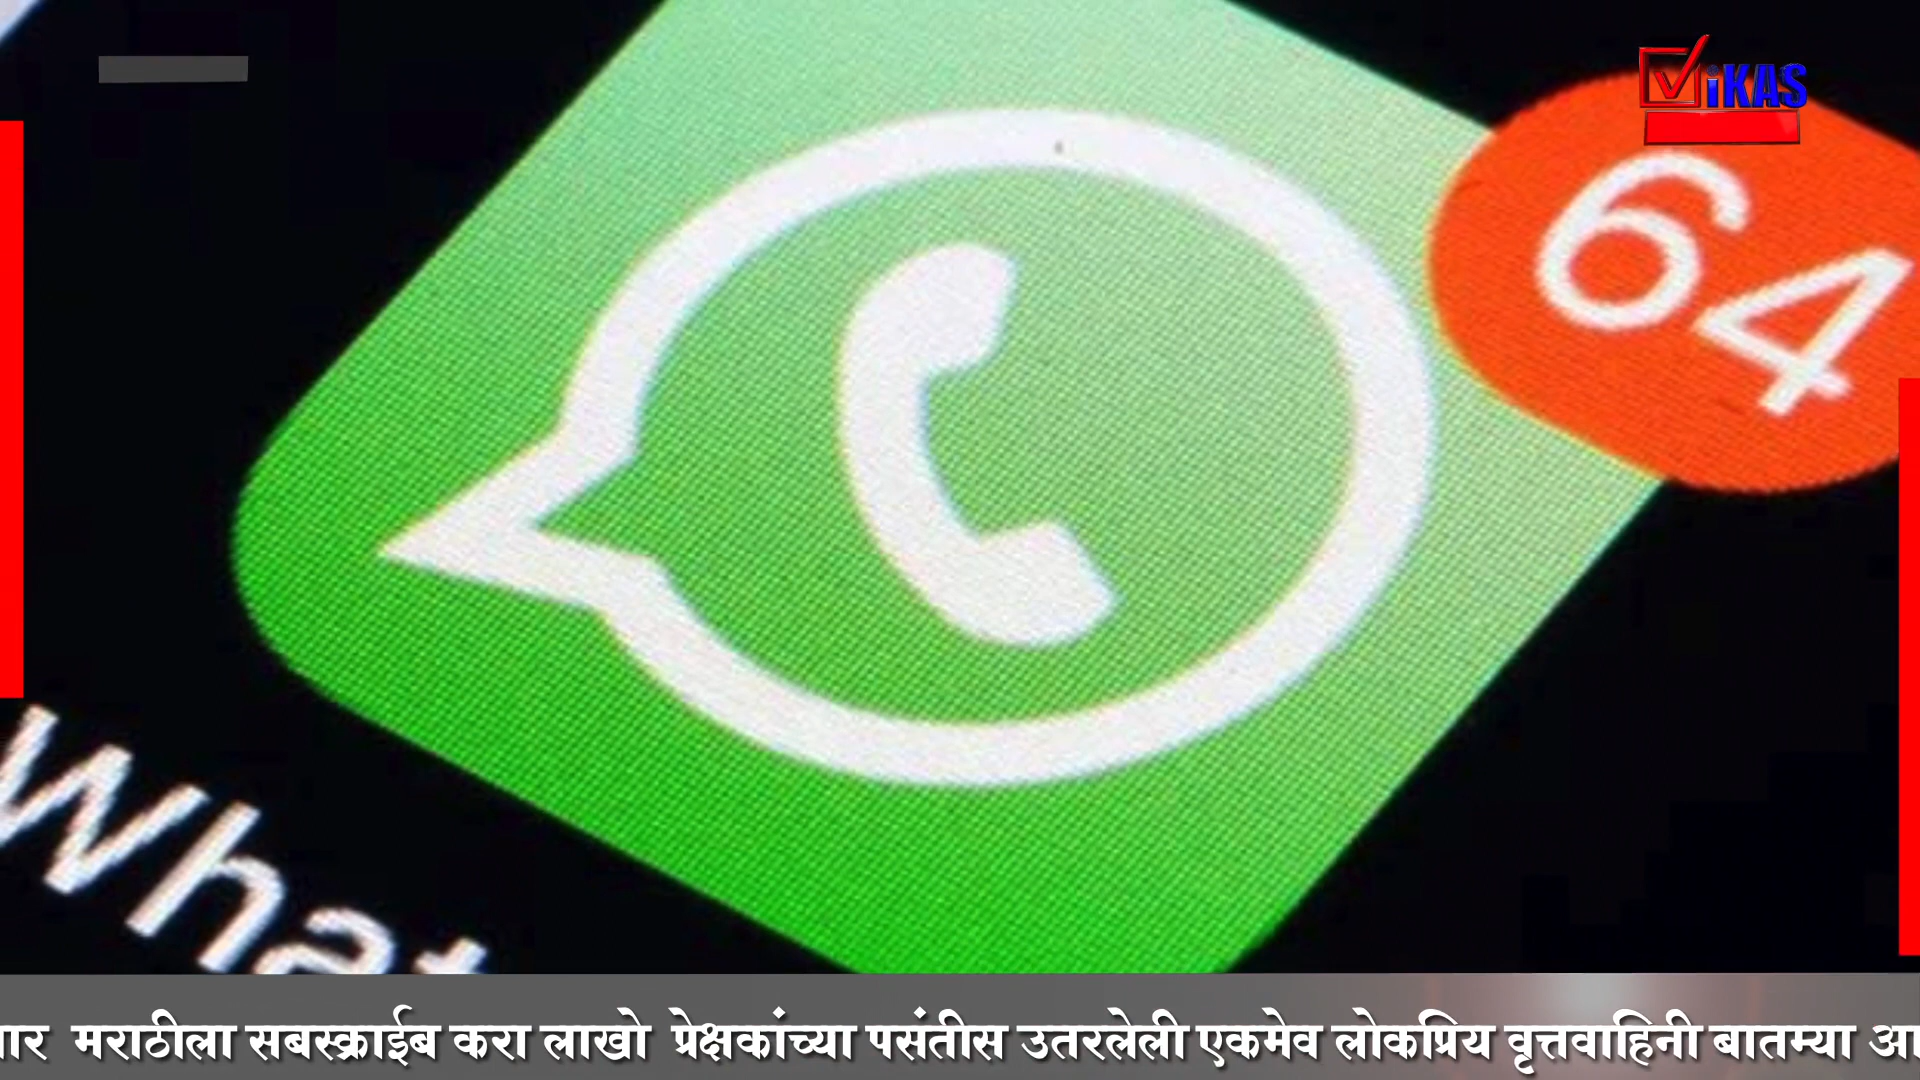 ViKAS
64
What
मराठीला सबस्क्राईब करा लाखो प्रेक्षकांच्या पसंतीस उतरलेली एकमेव लोकप्रिय वृत्तवाहिनी बातम्या